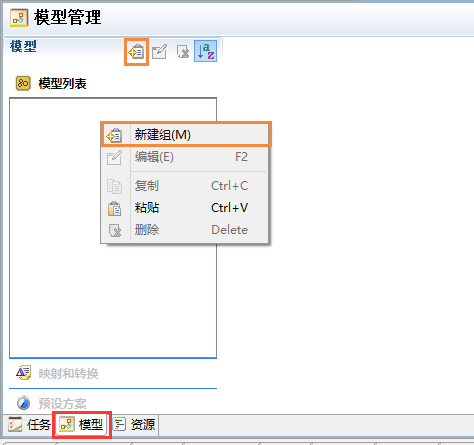 模型管理
模型
模型列表
新建组(M)
编辑(E) F2
复制 Ctrl+C
粘贴 Ctrl+V
删除 Delete
映射和转换
预设方案
任务 模型 资源